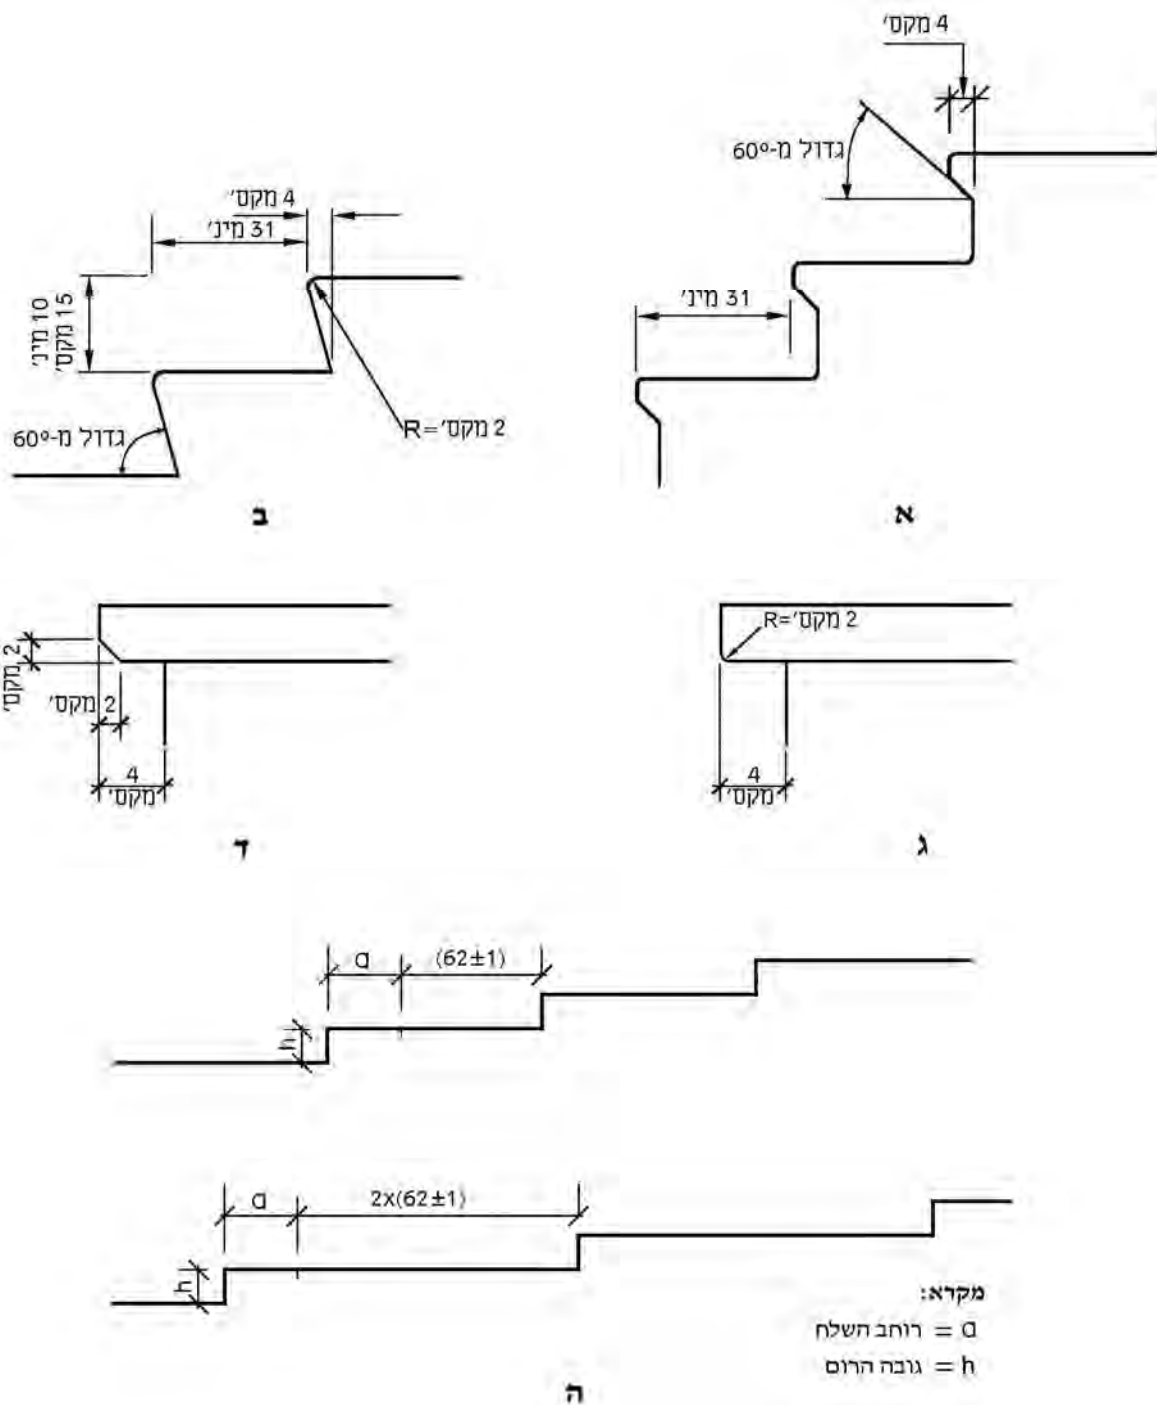 4 מקס'
גדול מ-60°
31 מינ'
א
4 מקס'
31 מינ'
10 מינ'
15 מקס'
R=2 מקס'
גדול מ-60°
ב
R=2 מקס'
4
מקס'
ג
2 מקס'
2 מקס'
4
מקס'
ד
a (62±1)
h
a 2x(62±1)
h
מקרא:
a = רוחב השלח
h = גובה הרום
ה